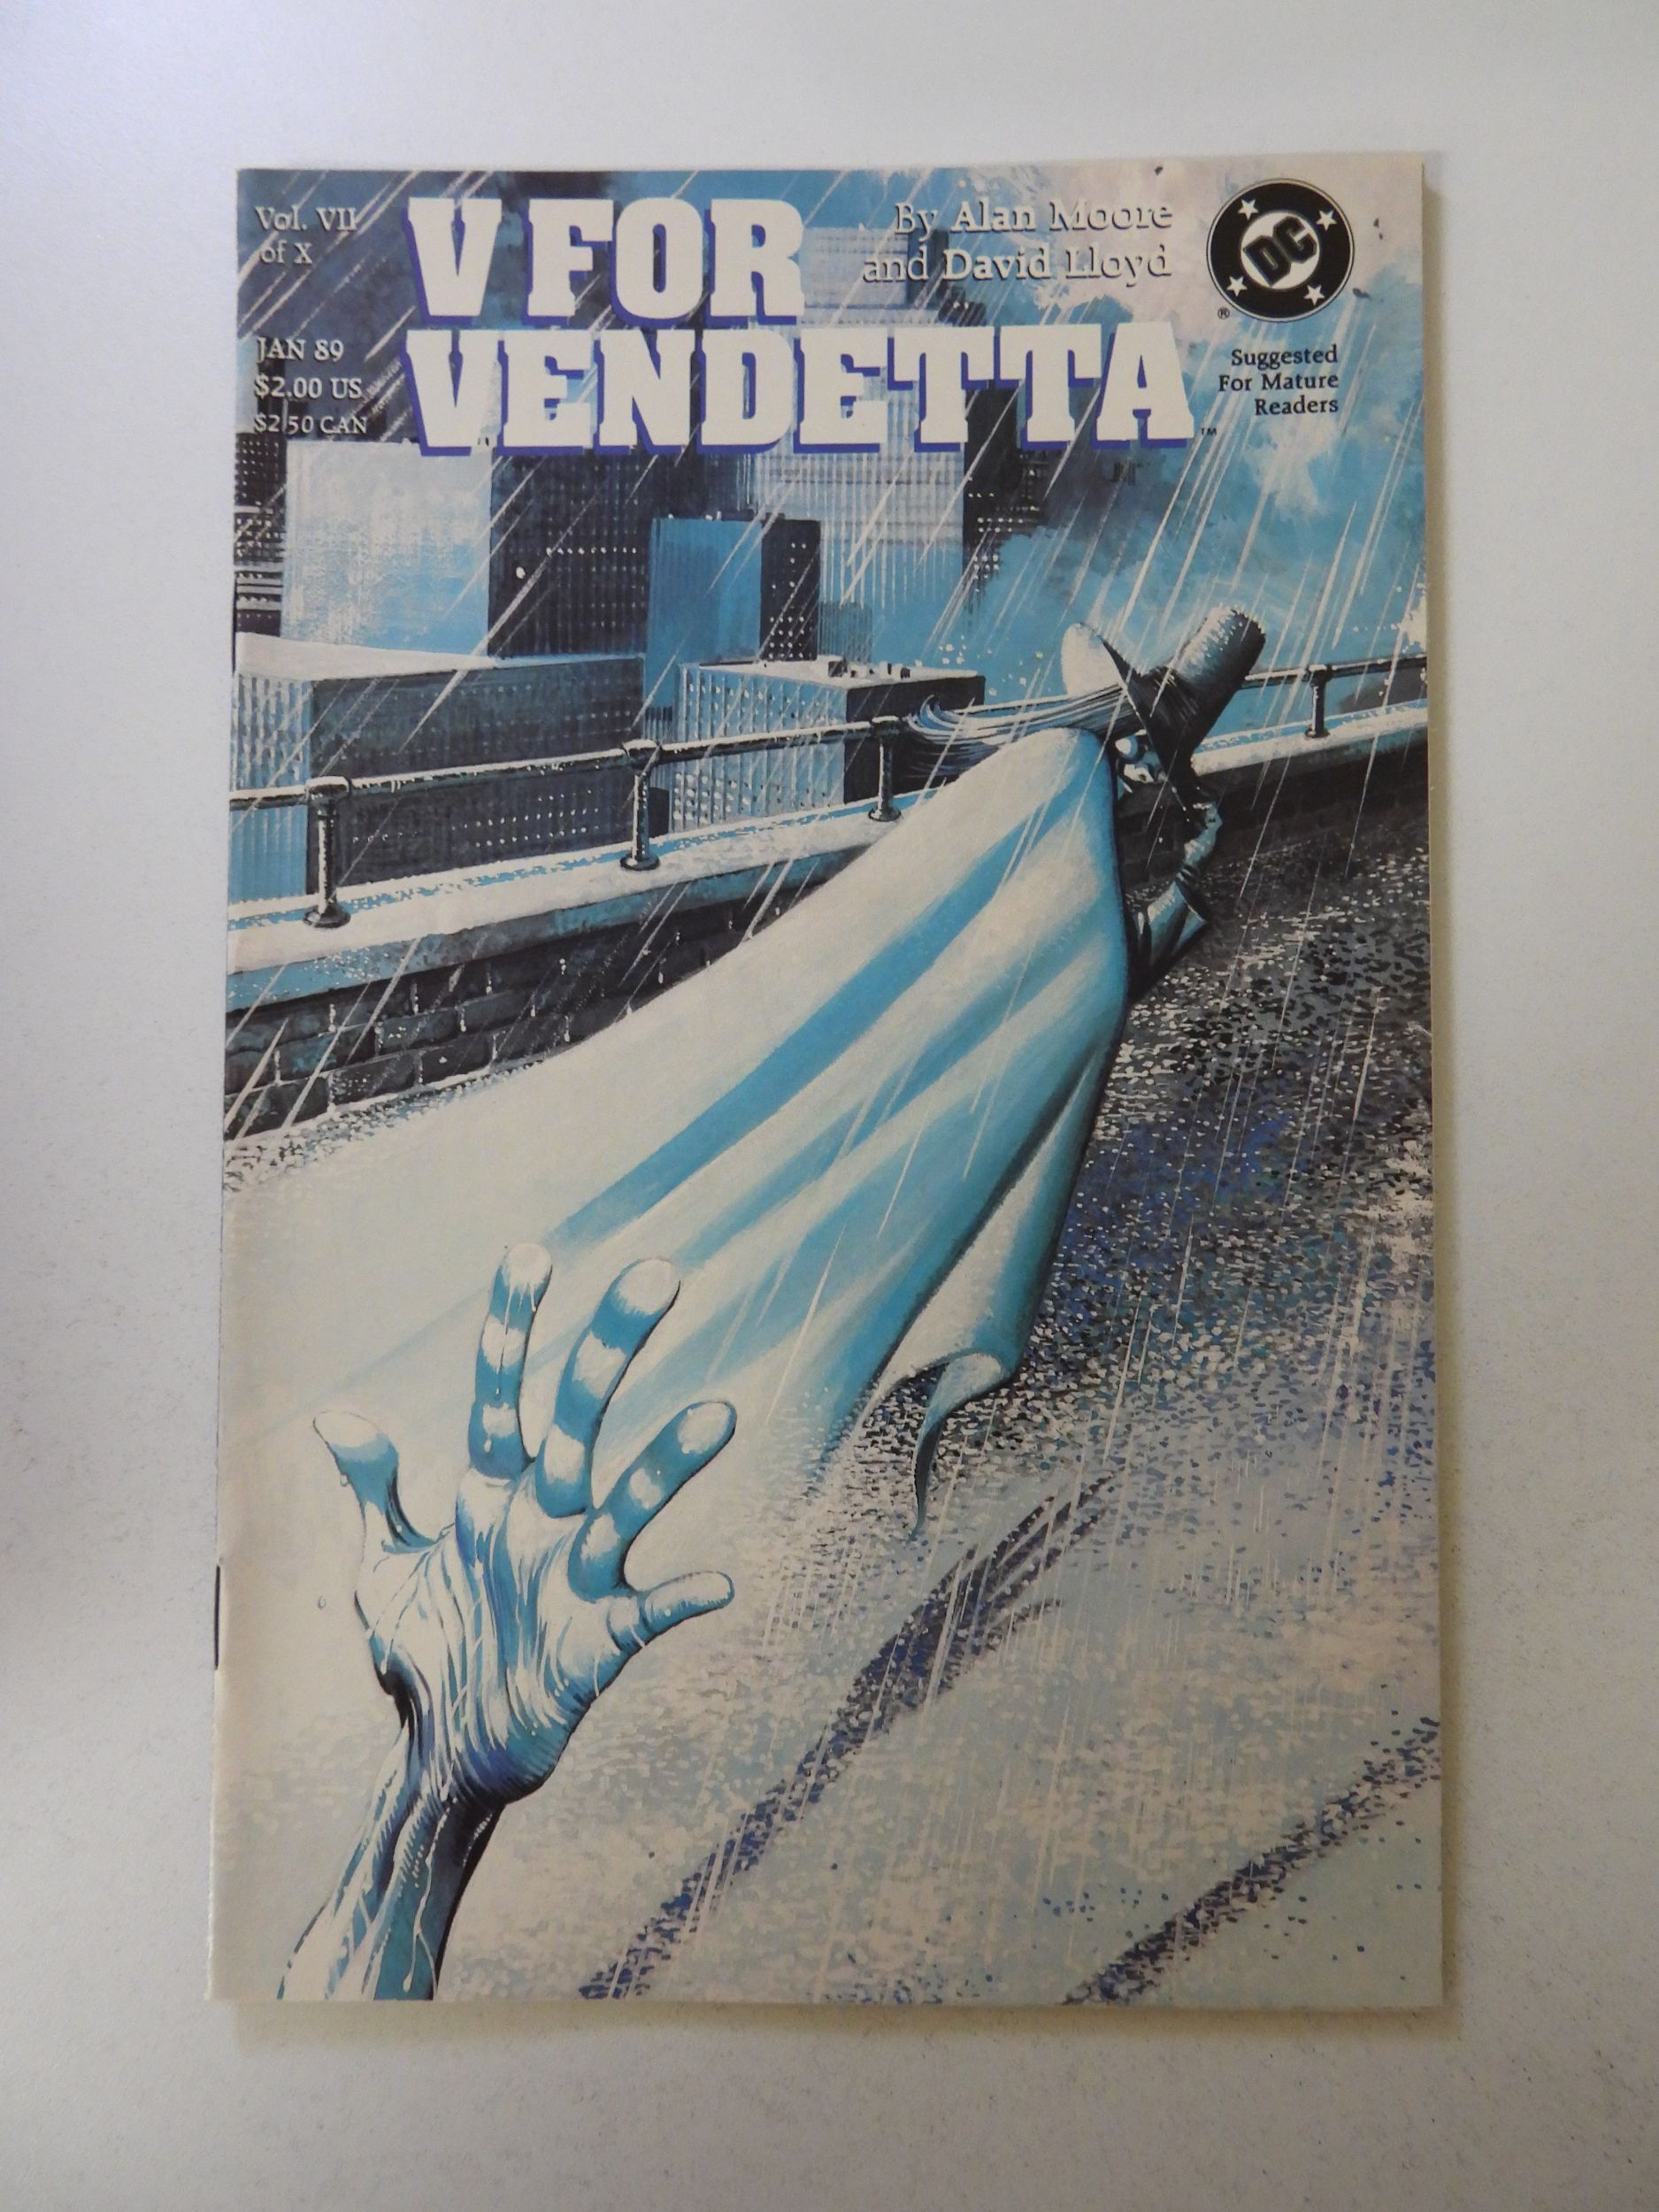 Vol. VII
of X
V FOR
VENDETTA™
By Alan Moore
and David Lloyd
DC
®
JAN 89
$2.00 US
$2.50 CAN
Suggested
For Mature
Readers